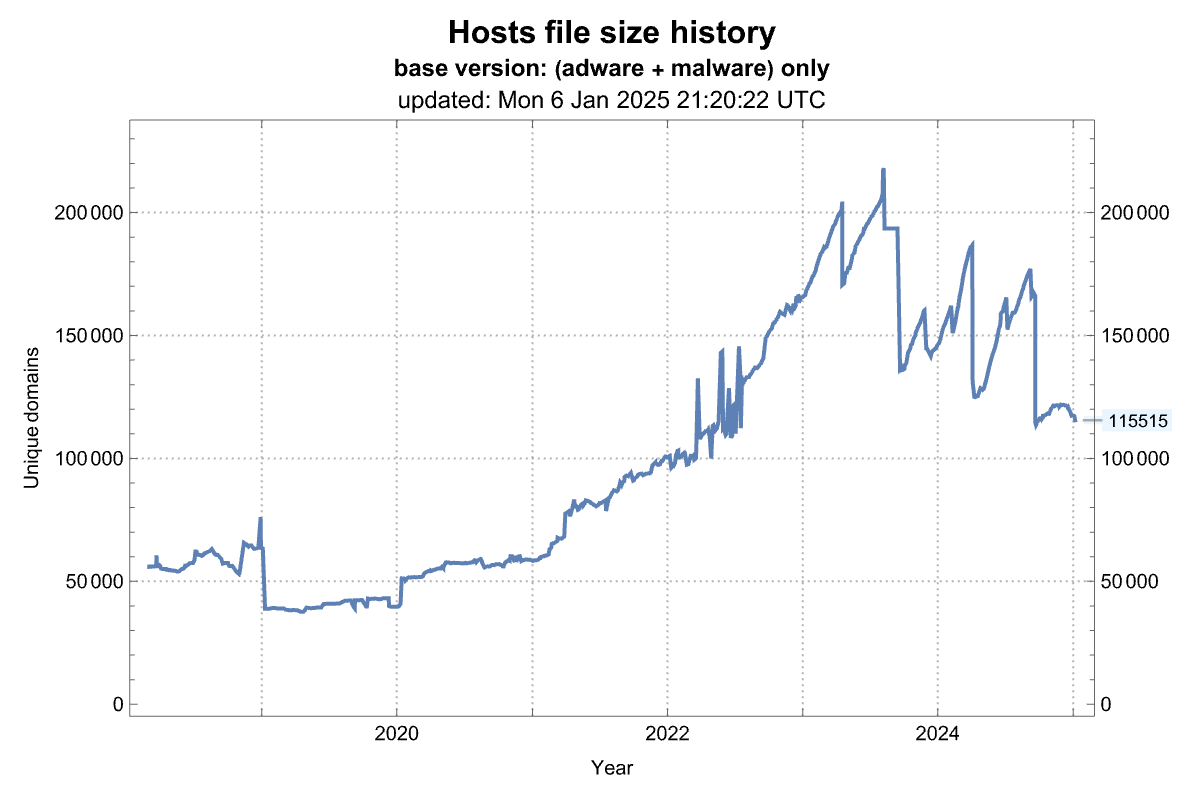 Hosts file size history
base version: (adware + malware) only
updated: Mon 6 Jan 2025 21:20:22 UTC
200 000 200 000
150 000 150 000
115515
100 000 100 000
50 000 50 000
0 0
Unique domains
2020 2022 2024
Year